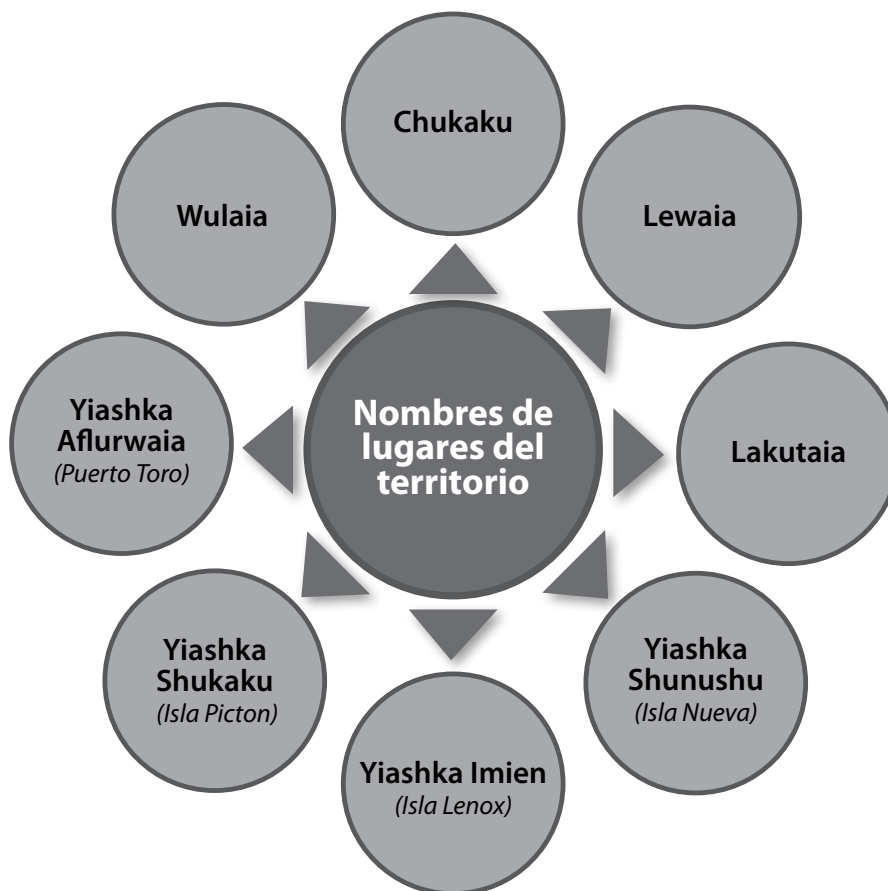 Chukaku
Wulaia
Lewaia
Yiashka
Aflurwaia
(Puerto Toro)
Nombres de
lugares del
territorio
Lakutaia
Yiashka
Shukaku
(Isla Picton)
Yiashka
Shunushu
(Isla Nueva)
Yiashka Imien
(Isla Lenox)